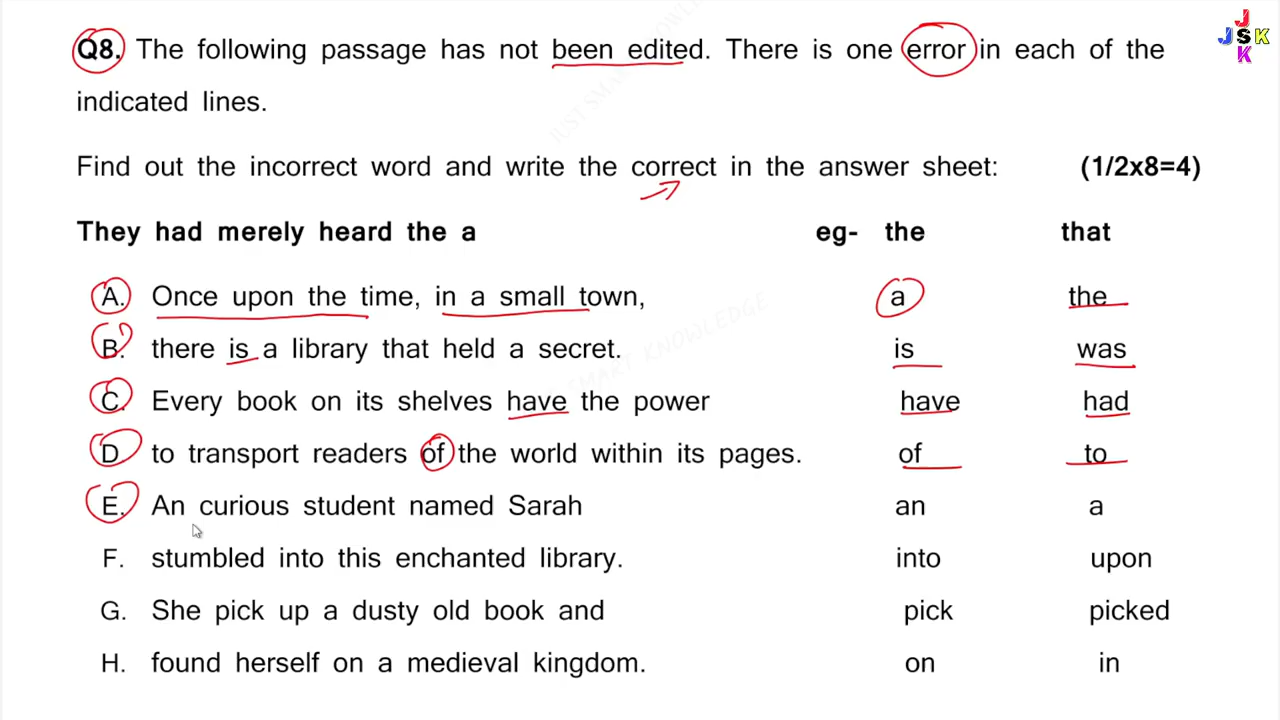 Q8. The following passage has not been edited. There is one error in each of the
indicated lines.
Find out the incorrect word and write the correct in the answer sheet: (1/2x8=4)
They had merely heard the a eg- the that
A. Once upon the time, in a small town, a the
B. there is a library that held a secret. is was
C. Every book on its shelves have the power have had
D to transport readers of the world within its pages. of to
E. An curious student named Sarah an a
F. stumbled into this enchanted library. into upon
G. She pick up a dusty old book and pick picked
H. found herself on a medieval kingdom. on in
J
JSK
K